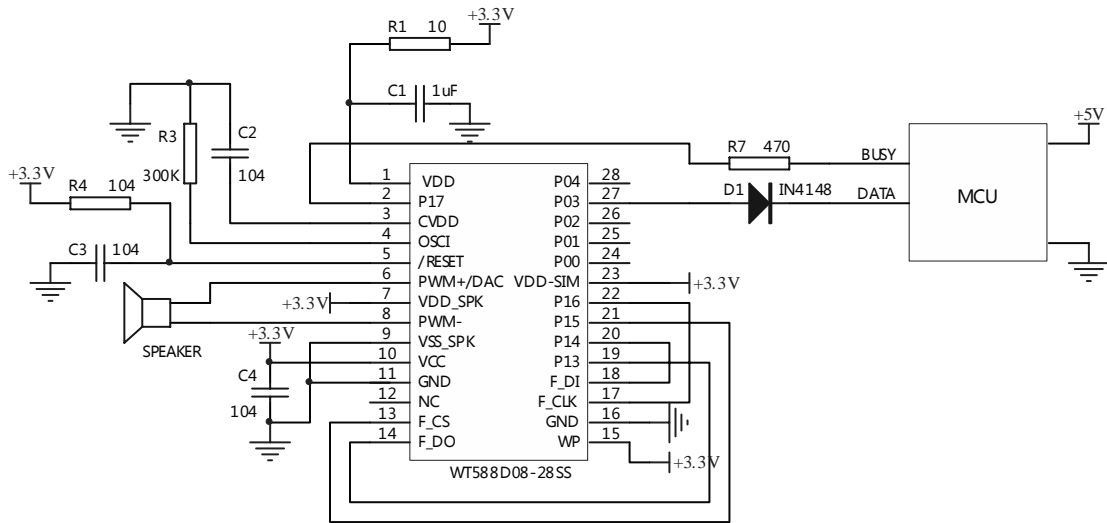 +3.3V
R1 10
C1 1uF
+5V
R3
300K
C2
104
R7 470
BUSY
+3.3V
R4 104
D1 IN4148
DATA
MCU
C3 104
1 VDD
2 P17
3 CVDD
4 OSCI
5 /RESET
6 PWM+/DAC
7 VDD_SPK
8 PWM-
9 VSS_SPK
10 VCC
11 GND
12 NC
13 F_CS
14 F_DO
P04 28
P03 27
P02 26
P01 25
P00 24
VDD-SIM 23
P16 22
P15 21
P14 20
P13 19
F_DI 18
F_CLK 17
GND 16
WP 15
+3.3V
+3.3V
SPEAKER
+3.3V
C4
104
+3.3V
WT588D08-28SS